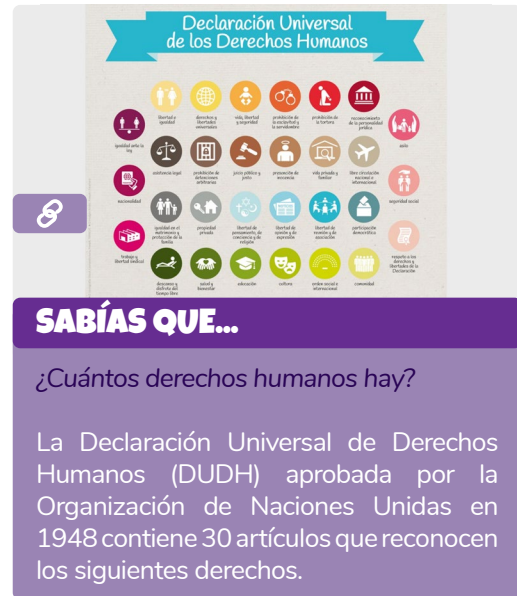 Declaración Universal
de los Derechos Humanos
libertad e
igualdad
derechos y
libertades
universales
vida, libertad
y seguridad
prohibición de
la esclavitud y
la servidumbre
prohibición de
la tortura
reconocimiento
de la personalidad
jurídica
igualdad ante la
ley
asistencia legal
prohibición de
detenciones
arbitrarias
juicio público y
justo
presunción de
inocencia
vida privada y
familiar
libre circulación
nacional e
internacional
asilo
nacionalidad
igualdad en el
matrimonio y
protección de la
familia
propiedad
privada
libertad de
pensamiento, de
conciencia y de
religión
libertad de
opinión y de
expresión
libertad de
reunión y de
asociación
participación
democrática
seguridad social
trabajo y
libertad sindical
descanso y
disfrute del
tiempo libre
salud y
bienestar
educación
cultura
orden social e
internacional
comunidad
respeto a los
derechos y
libertades de la
Declaración
SABÍAS QUE...
¿Cuántos derechos humanos hay?
La Declaración Universal de Derechos
Humanos (DUDH) aprobada por la
Organización de Naciones Unidas en
1948 contiene 30 artículos que reconocen
los siguientes derechos.